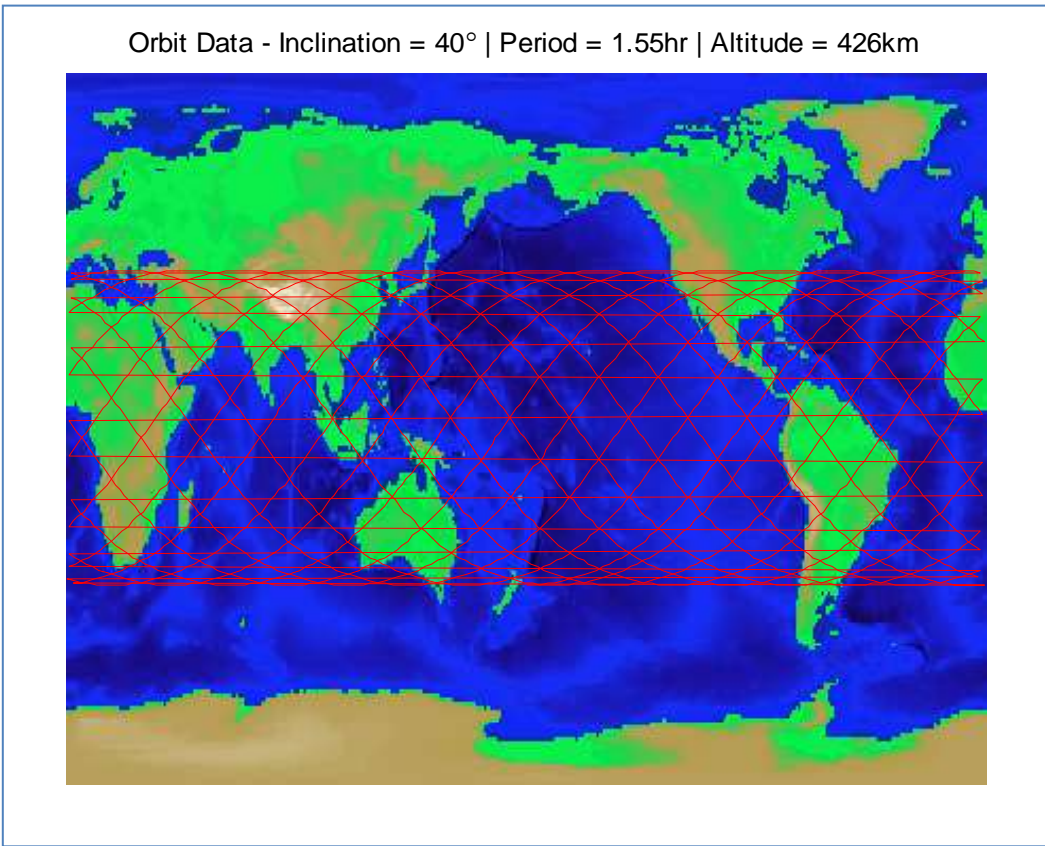 Orbit Data - Inclination = 40° | Period = 1.55hr | Altitude = 426km